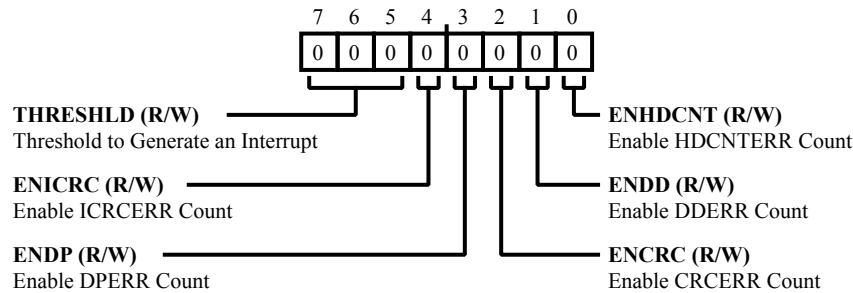 7 6 5 4 3 2 1 0
0 0 0 0 0 0 0 0
THRESHLD (R/W)
Threshold to Generate an Interrupt
ENICRC (R/W)
Enable ICRCERR Count
ENDP (R/W)
Enable DPERR Count
ENHDCNT (R/W)
Enable HDCNTERR Count
ENDD (R/W)
Enable DDERR Count
ENCRC (R/W)
Enable CRCERR Count